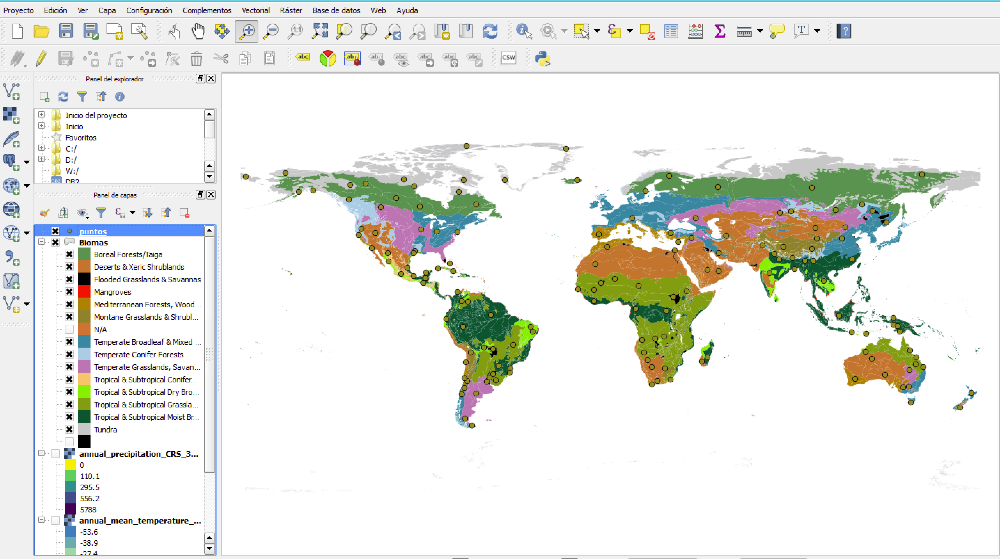 Proyecto Edición Ver Capa Configuración Complementos Vectorial Ráster Base de datos Web Ayuda
1:1 ε Σ T ?
abc ab abc abc abc abc abc CSW
Panel del explorador
Inicio del proyecto
Inicio
Favoritos
C:/
D:/
W:/
DB2
Panel de capas
ε
puntos
Biomas
Boreal Forests/Taiga
Deserts & Xeric Shrublands
Flooded Grasslands & Savannas
Mangroves
Mediterranean Forests, Wood...
Montane Grasslands & Shrubl...
N/A
Temperate Broadleaf & Mixed ...
Temperate Conifer Forests
Temperate Grasslands, Savan...
Tropical & Subtropical Conifer...
Tropical & Subtropical Dry Bro...
Tropical & Subtropical Grassla...
Tropical & Subtropical Moist Br...
Tundra
annual_precipitation_CRS_3...
0
110.1
295.5
556.2
5788
annual_mean_temperature_...
-53.6
-38.9
-27.4